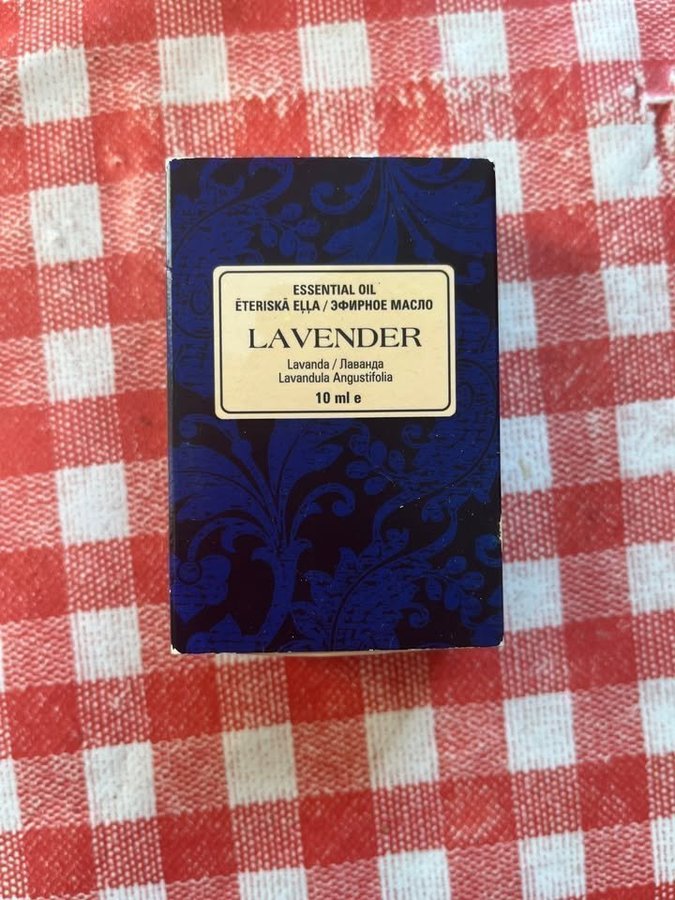 ESSENTIAL OIL
ĒTERISKĀ EĻĻA / ЭФИРНОЕ МАСЛО
LAVENDER
Lavanda / Лаванда
Lavandula Angustifolia
10 ml e